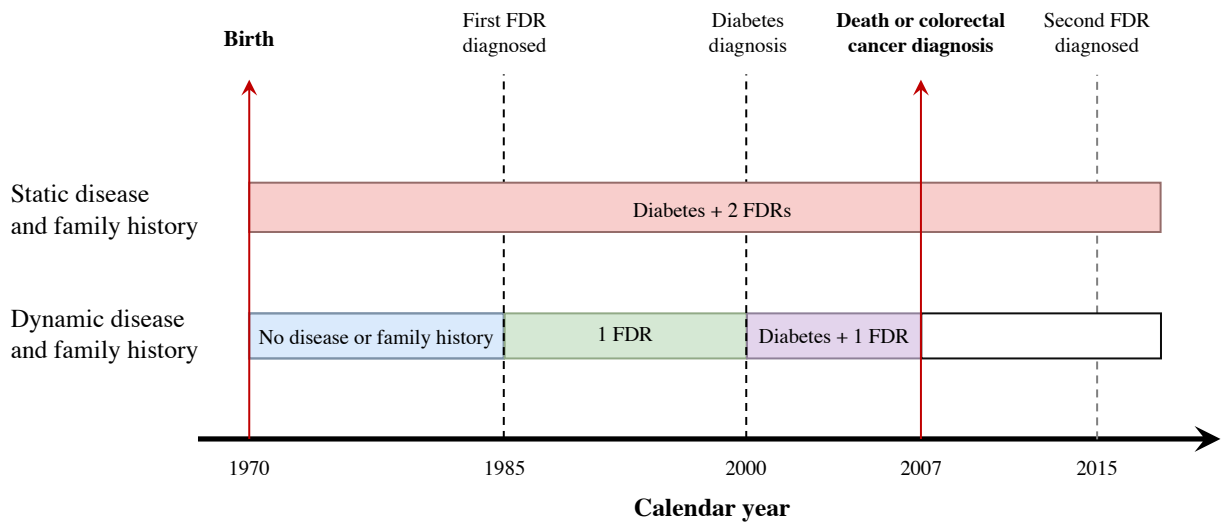 Birth
First FDR
diagnosed
Diabetes
diagnosis
Death or colorectal
cancer diagnosis
Second FDR
diagnosed
Static disease
and family history
Diabetes + 2 FDRs
Dynamic disease
and family history
No disease or family history
1 FDR
Diabetes + 1 FDR
1970
1985
2000
2007
2015
Calendar year